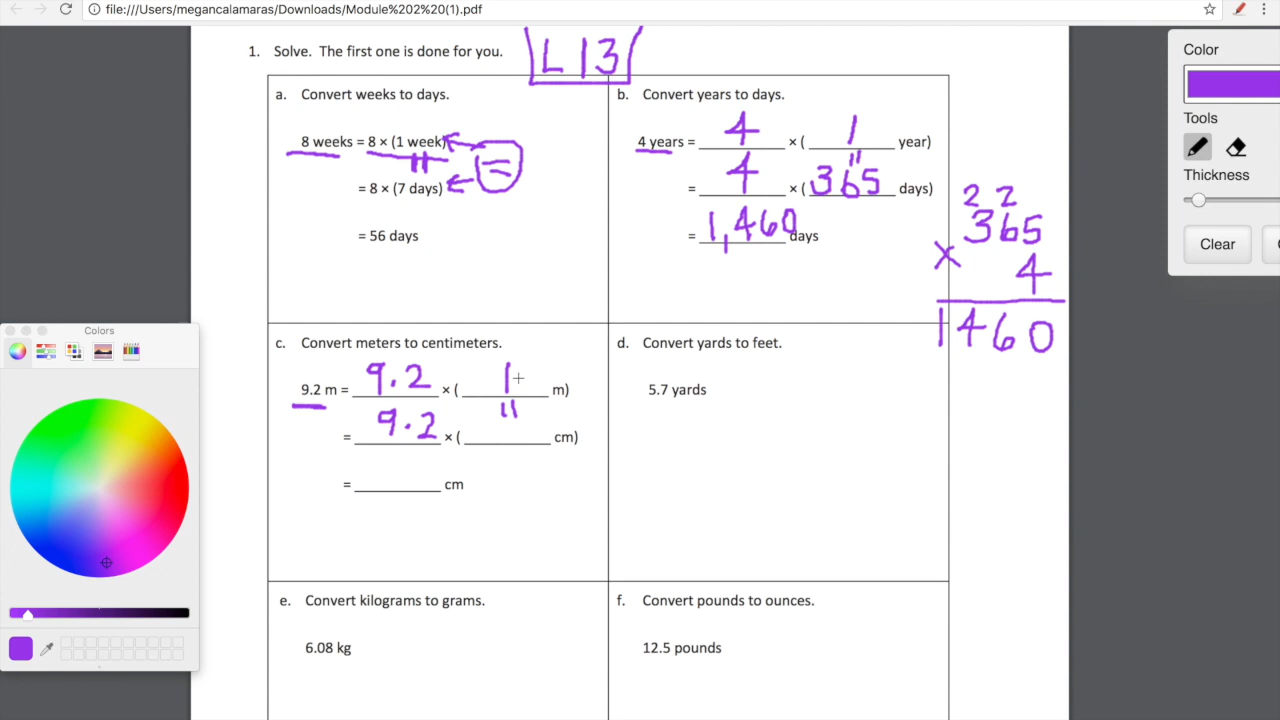 file:///Users/megancalamaras/Downloads/Module%202%20(1).pdf
1. Solve. The first one is done for you.
L 13
a. Convert weeks to days.
8 weeks = 8 × (1 week)
= 8 × (7 days)
= 56 days
=
b. Convert years to days.
4 years = 4 × ( 1 year)
= 4 × ( 365 days)
= 1,460 days
2 2
365
× 4
1460
c. Convert meters to centimeters.
9.2 m = 9.2 × ( 1 m)
= 9.2 × ( cm)
= cm
d. Convert yards to feet.
5.7 yards
e. Convert kilograms to grams.
6.08 kg
f. Convert pounds to ounces.
12.5 pounds
Color
Tools
Thickness
Clear
Colors